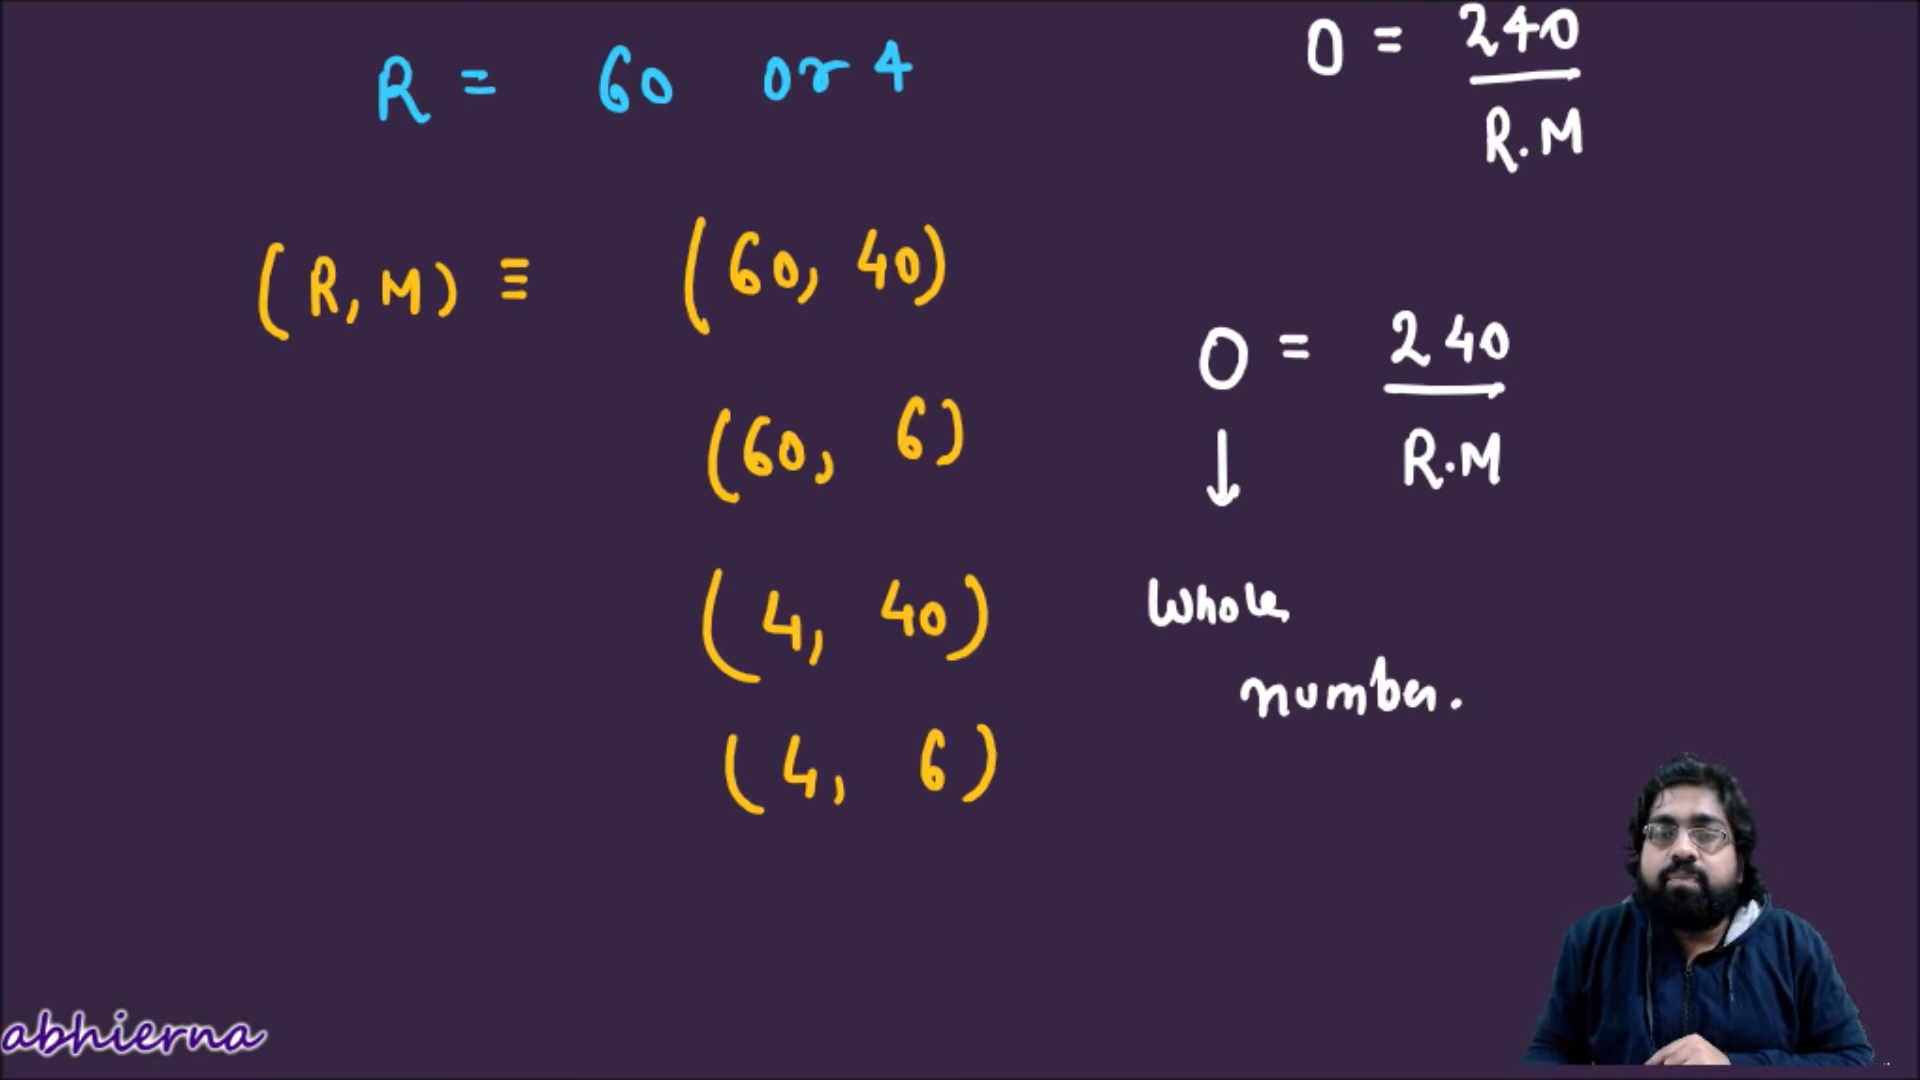 R = 60 or 4
O = 240
R.M
(R, M) ≡ (60, 40)
(60, 6)
(4, 40)
(4, 6)
O = 240
↓ R.M
Whole
number.
abhierna